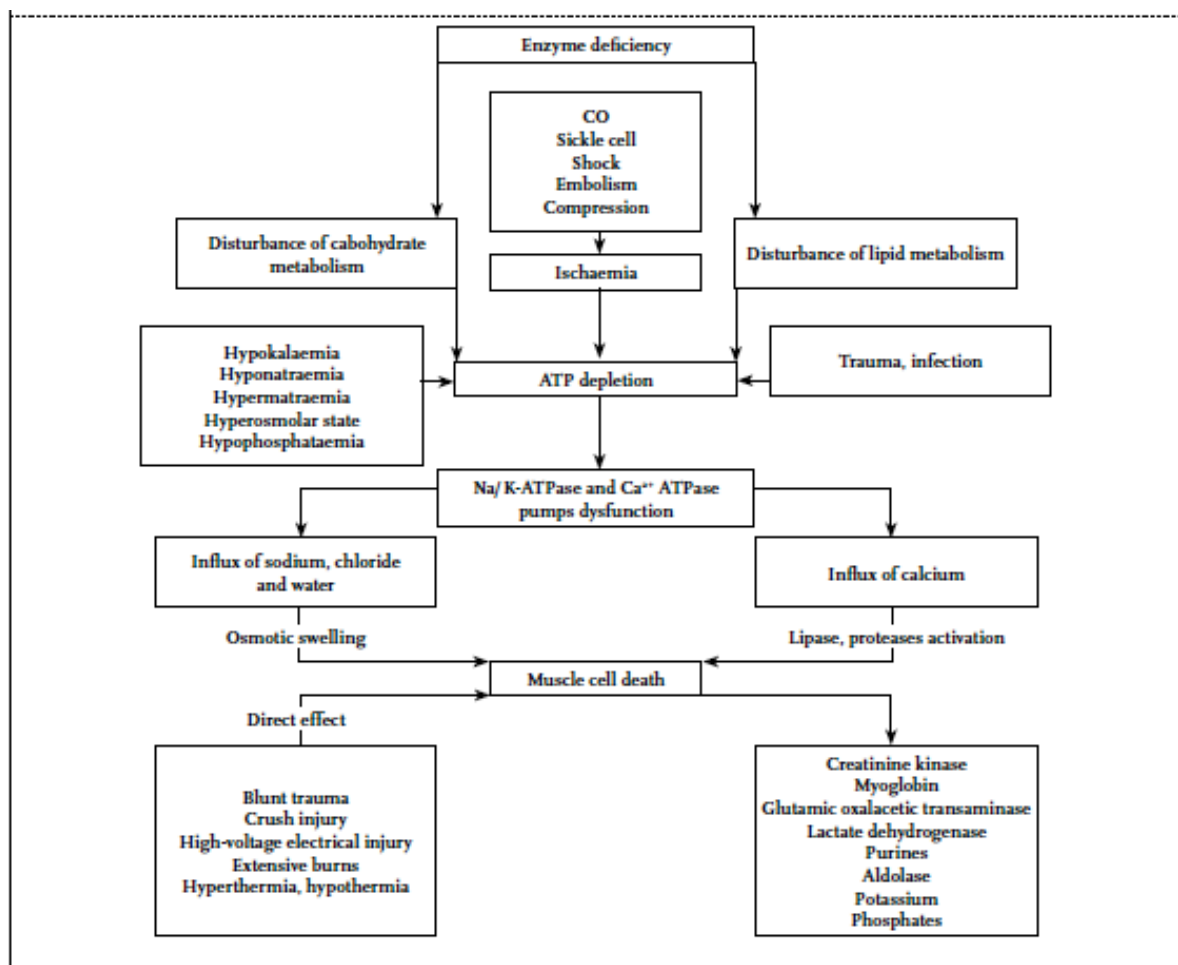 Enzyme deficiency
CO
Sickle cell
Shock
Embolism
Compression
Disturbance of cabohydrate
metabolism
Ischaemia
Disturbance of lipid metabolism
Hypokalaemia
Hyponatraemia
Hypermatraemia
Hyperosmolar state
Hypophosphataemia
ATP depletion
Trauma, infection
Na/K-ATPase and Ca²⁺ ATPase
pumps dysfunction
Influx of sodium, chloride
and water
Influx of calcium
Osmotic swelling
Lipase, proteases activation
Muscle cell death
Direct effect
Blunt trauma
Crush injury
High-voltage electrical injury
Extensive burns
Hyperthermia, hypothermia
Creatinine kinase
Myoglobin
Glutamic oxalacetic transaminase
Lactate dehydrogenase
Purines
Aldolase
Potassium
Phosphates